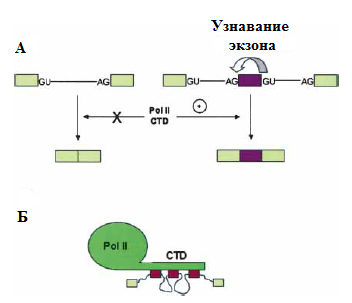 Узнавание
экзона
А
GU AG GU AG GU AG
Pol II
CTD
X
+
Б
Pol II CTD